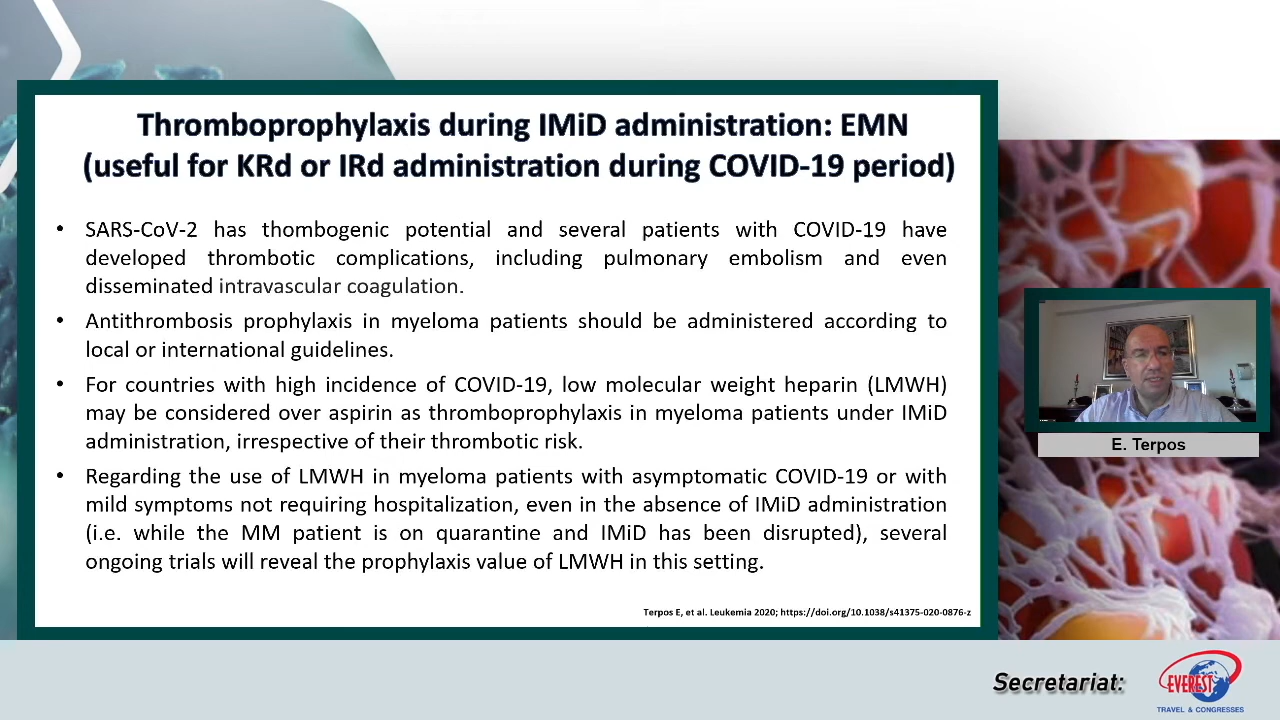 Thromboprophylaxis during IMiD administration: EMN
(useful for KRd or IRd administration during COVID-19 period)
• SARS-CoV-2 has thombogenic potential and several patients with COVID-19 have
developed thrombotic complications, including pulmonary embolism and even
disseminated intravascular coagulation.
• Antithrombosis prophylaxis in myeloma patients should be administered according to
local or international guidelines.
• For countries with high incidence of COVID-19, low molecular weight heparin (LMWH)
may be considered over aspirin as thromboprophylaxis in myeloma patients under IMiD
administration, irrespective of their thrombotic risk.
• Regarding the use of LMWH in myeloma patients with asymptomatic COVID-19 or with
mild symptoms not requiring hospitalization, even in the absence of IMiD administration
(i.e. while the MM patient is on quarantine and IMiD has been disrupted), several
ongoing trials will reveal the prophylaxis value of LMWH in this setting.
Terpos E, et al. Leukemia 2020; https://doi.org/10.1038/s41375-020-0876-z
E. Terpos
Secretariat:
EVEREST
TRAVEL & CONGRESSES